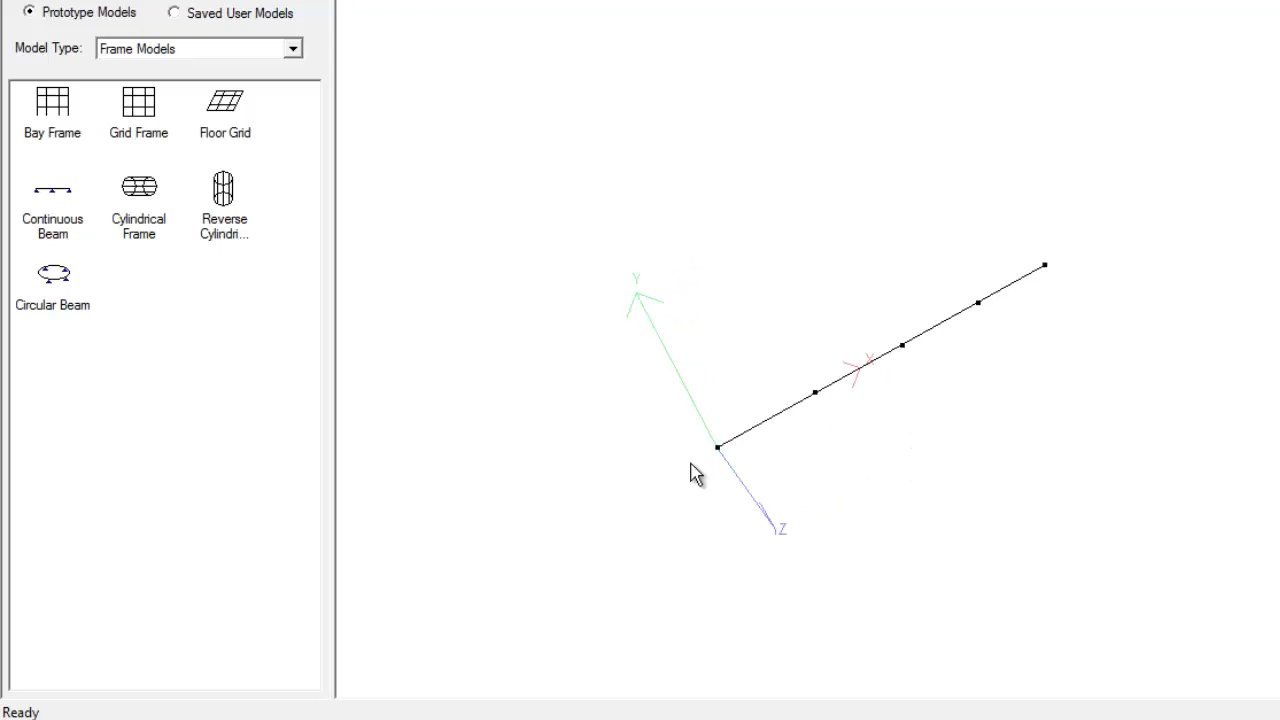 Prototype Models
Saved User Models
Model Type:
Frame Models
Bay Frame
Grid Frame
Floor Grid
Continuous
Beam
Cylindrical
Frame
Reverse
Cylindri...
Circular Beam
Y
X
Z
Ready